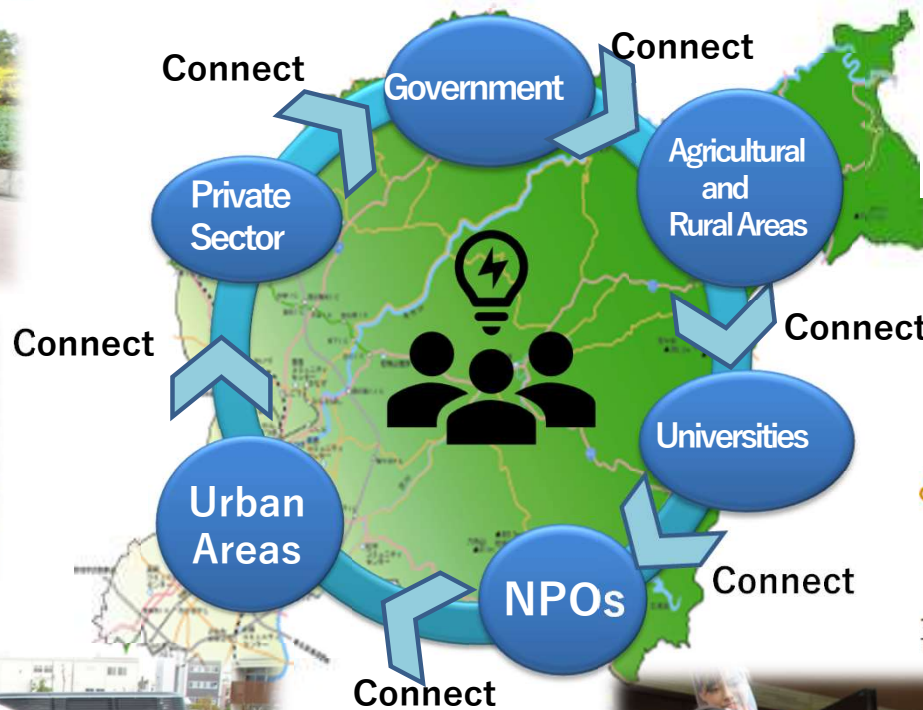 Connect
Connect
Government
Agricultural
and
Rural Areas
Private
Sector
Connect
Connect
Universities
Urban
Areas
NPOs
Connect
Connect